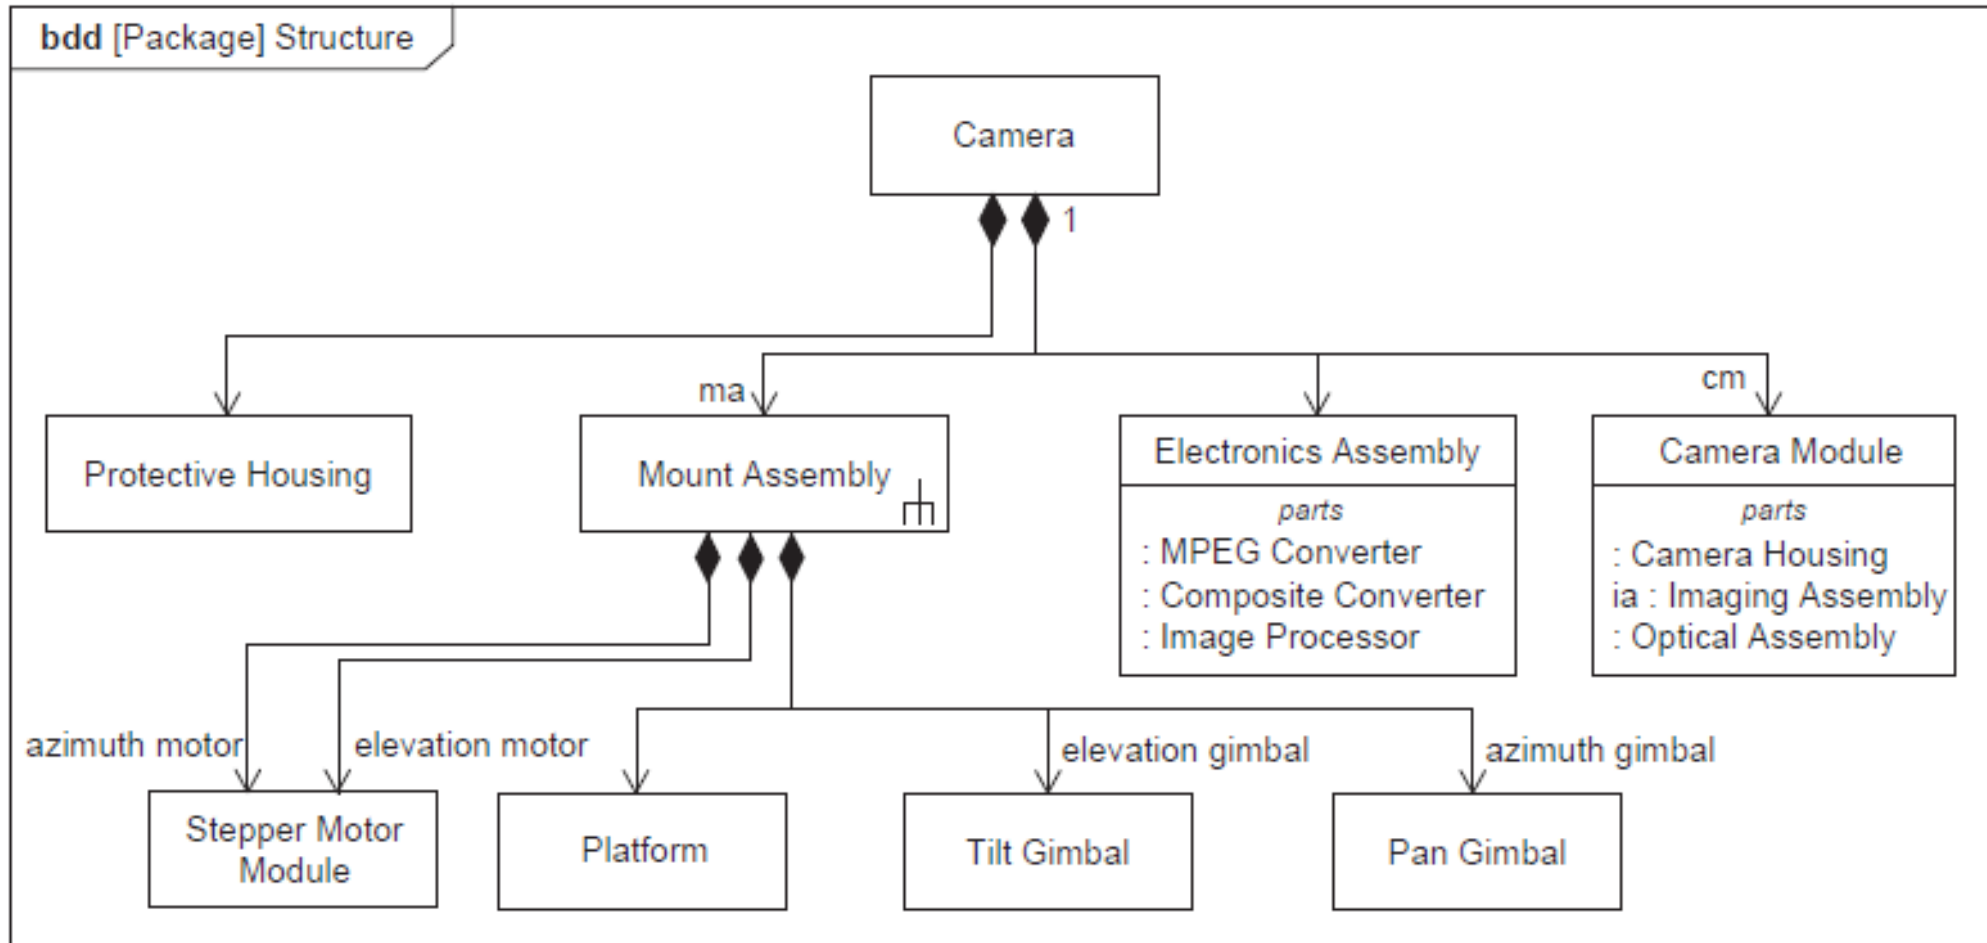 bdd [Package] Structure
Camera
1
ma
cm
Protective Housing
Mount Assembly
Electronics Assembly
parts
: MPEG Converter
: Composite Converter
: Image Processor
Camera Module
parts
: Camera Housing
ia : Imaging Assembly
: Optical Assembly
azimuth motor
elevation motor
elevation gimbal
azimuth gimbal
Stepper Motor
Module
Platform
Tilt Gimbal
Pan Gimbal